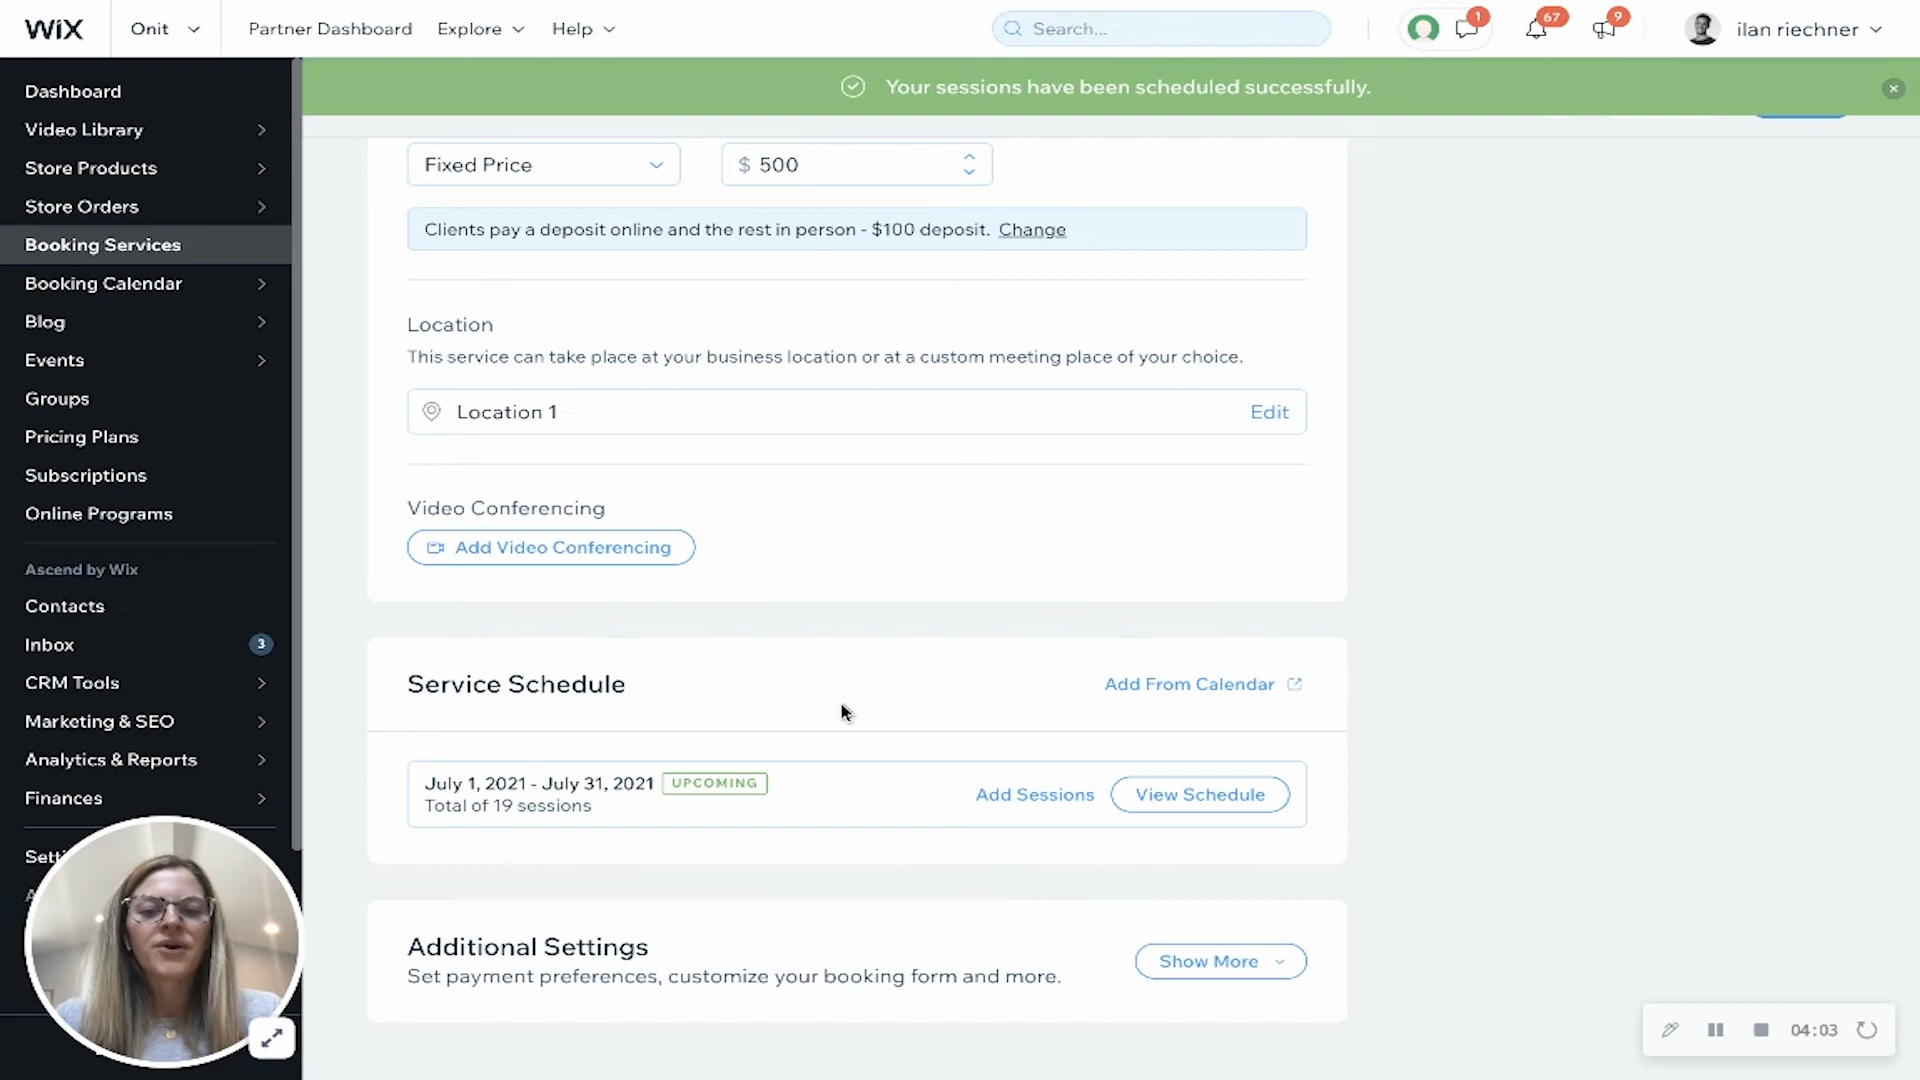 WiX
Onit
Partner Dashboard
Explore
Help
Search...
1
67
9
ilan riechner
Your sessions have been scheduled successfully.
Dashboard
Video Library
Store Products
Store Orders
Booking Services
Booking Calendar
Blog
Events
Groups
Pricing Plans
Subscriptions
Online Programs
Ascend by Wix
Contacts
Inbox
3
CRM Tools
Marketing & SEO
Analytics & Reports
Finances
Fixed Price
$ 500
Clients pay a deposit online and the rest in person - $100 deposit. Change
Location
This service can take place at your business location or at a custom meeting place of your choice.
Location 1
Edit
Video Conferencing
Add Video Conferencing
Service Schedule
Add From Calendar
July 1, 2021 - July 31, 2021 UPCOMING
Total of 19 sessions
Add Sessions
View Schedule
Additional Settings
Set payment preferences, customize your booking form and more.
Show More
04:03